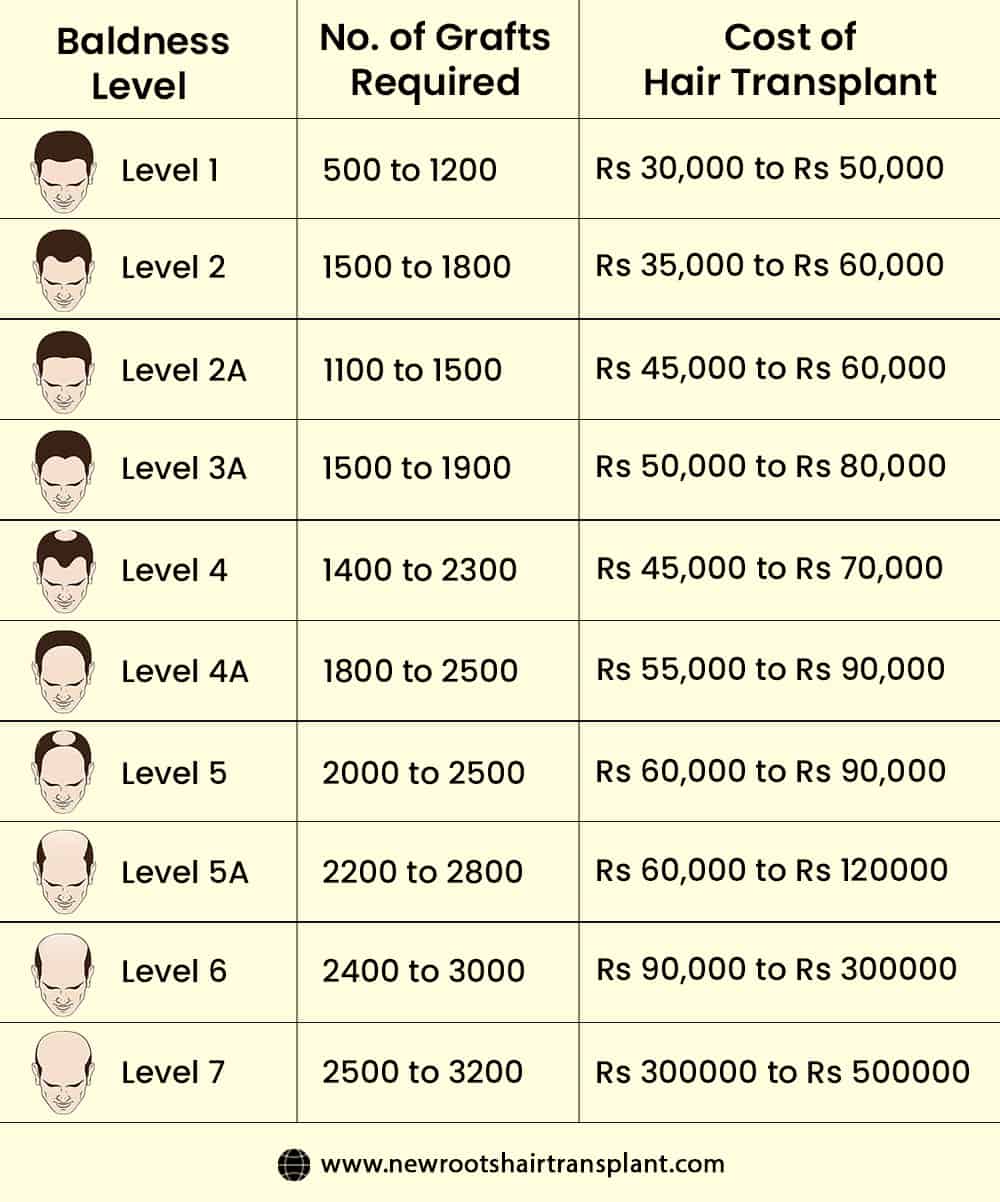 Baldness Level No. of Grafts Required Cost of Hair Transplant
Level 1 500 to 1200 Rs 30,000 to Rs 50,000
Level 2 1500 to 1800 Rs 35,000 to Rs 60,000
Level 2A 1100 to 1500 Rs 45,000 to Rs 60,000
Level 3A 1500 to 1900 Rs 50,000 to Rs 80,000
Level 4 1400 to 2300 Rs 45,000 to Rs 70,000
Level 4A 1800 to 2500 Rs 55,000 to Rs 90,000
Level 5 2000 to 2500 Rs 60,000 to Rs 90,000
Level 5A 2200 to 2800 Rs 60,000 to Rs 120000
Level 6 2400 to 3000 Rs 90,000 to Rs 300000
Level 7 2500 to 3200 Rs 300000 to Rs 500000
www.newrootshairtransplant.com